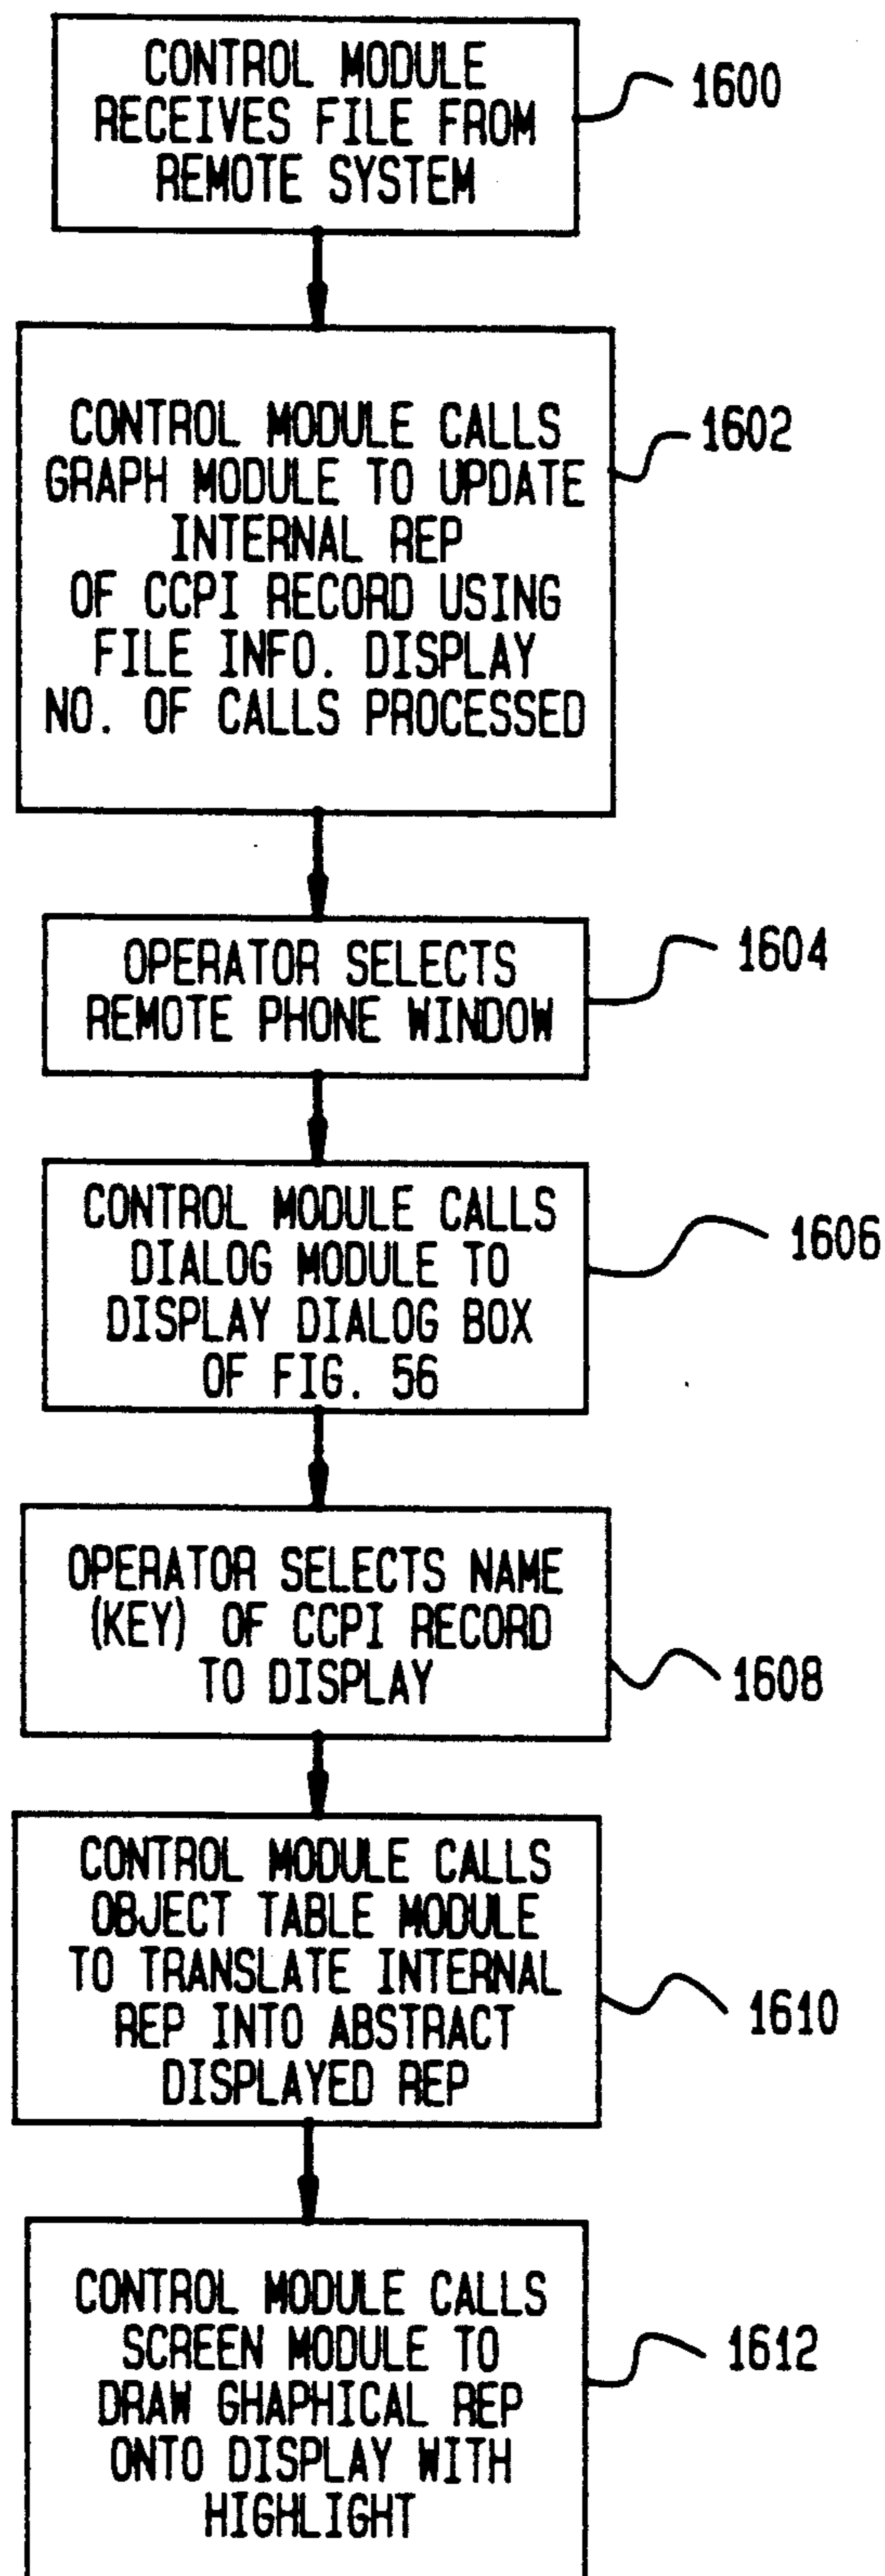 CONTROL MODULE
RECEIVES FILE FROM
REMOTE SYSTEM
1600
CONTROL MODULE CALLS
GRAPH MODULE TO UPDATE
INTERNAL REP
OF CCPI RECORD USING
FILE INFO. DISPLAY
NO. OF CALLS PROCESSED
1602
OPERATOR SELECTS
REMOTE PHONE WINDOW
1604
CONTROL MODULE CALLS
DIALOG MODULE TO
DISPLAY DIALOG BOX
OF FIG. 56
1606
OPERATOR SELECTS NAME
(KEY) OF CCPI RECORD
TO DISPLAY
1608
CONTROL MODULE CALLS
OBJECT TABLE MODULE
TO TRANSLATE INTERNAL
REP INTO ABSTRACT
DISPLAYED REP
1610
CONTROL MODULE CALLS
SCREEN MODULE TO
DRAW GHAPHICAL REP
ONTO DISPLAY WITH
HIGHLIGHT
1612